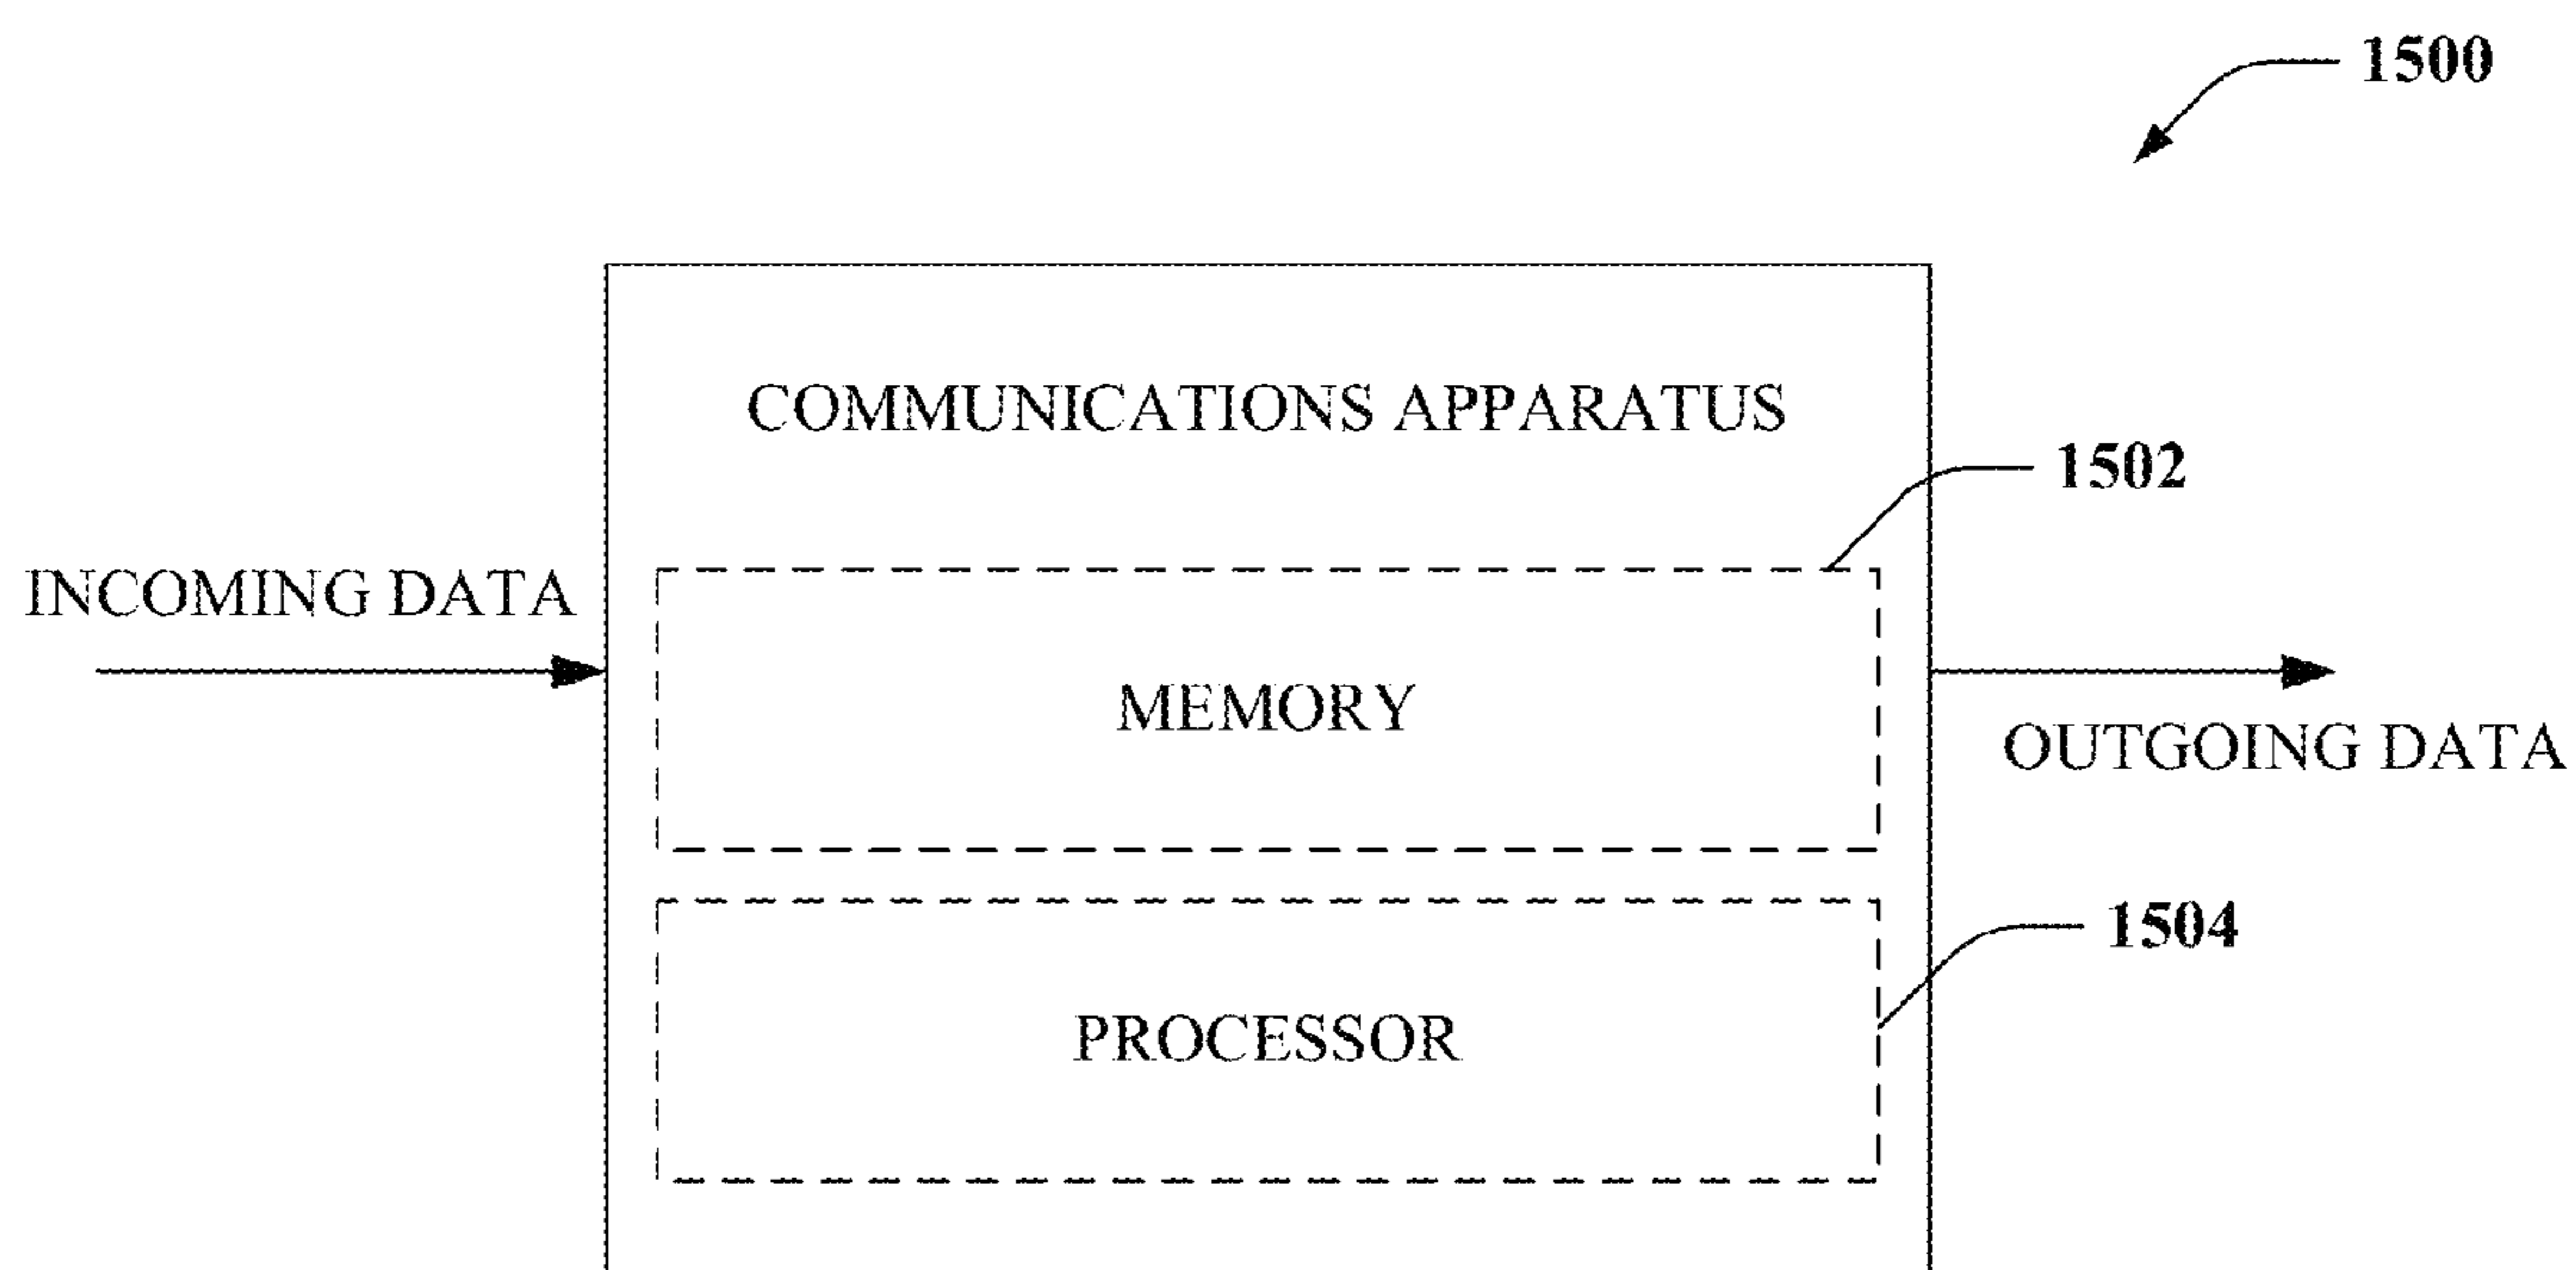 1500
COMMUNICATIONS APPARATUS
1502
INCOMING DATA
MEMORY
OUTGOING DATA
1504
PROCESSOR